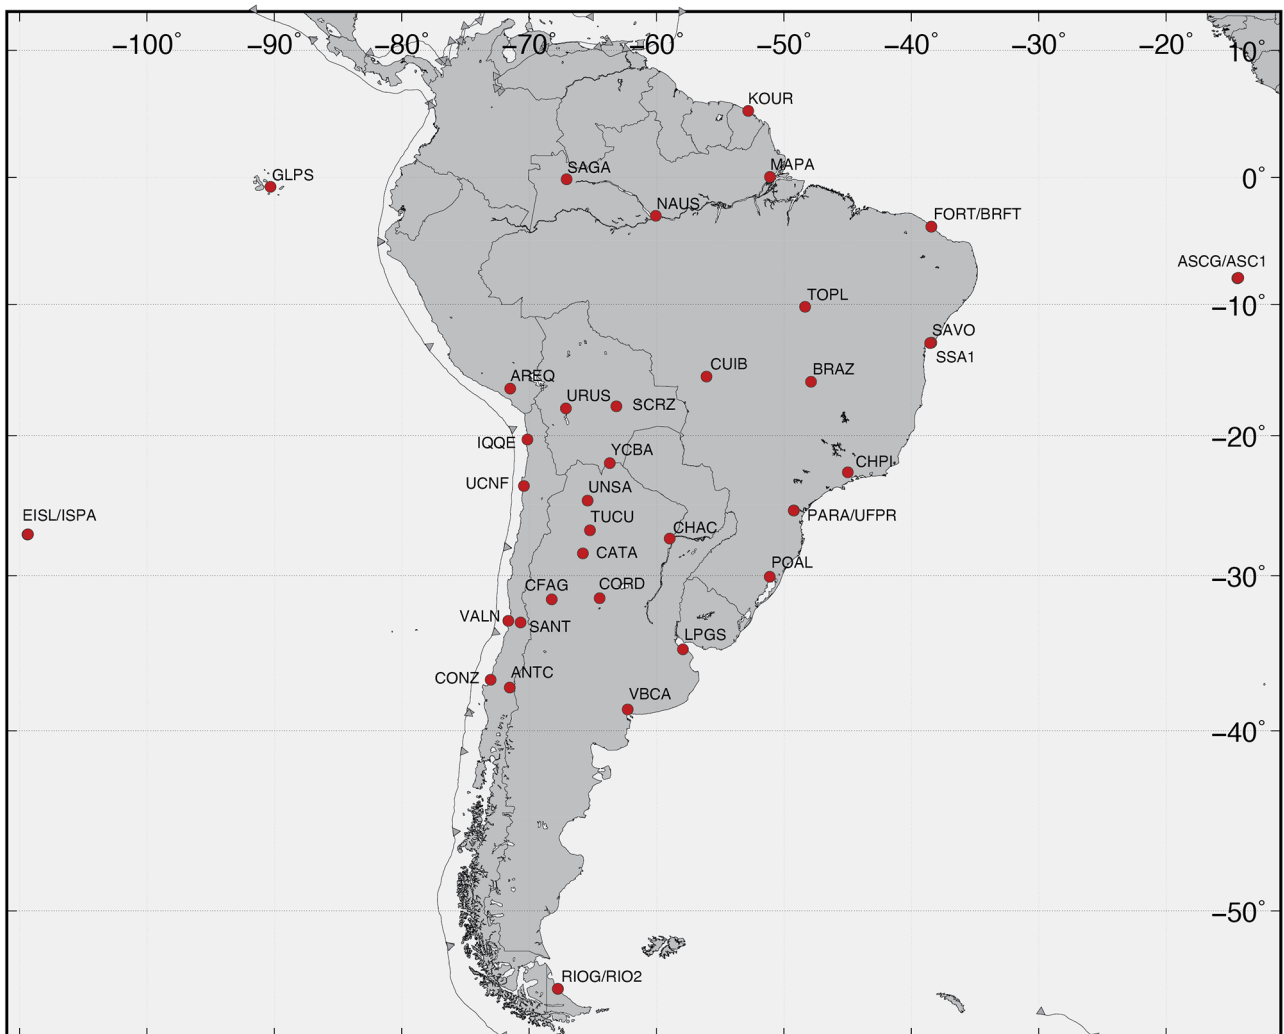 −100° −90° −80° −70° −60° −50° −40° −30° −20° 10°
KOUR
SAGA
MAPA
GLPS
0°
NAUS
FORT/BRFT
ASCG/ASC1
TOPL
−10°
SAVO
SSA1
CUIB
BRAZ
AREQ
URUS
SCRZ
−20°
IQQE
YCBA
CHPI
UCNF
UNSA
EISL/ISPA
TUCU
PARA/UFPR
CHAC
CATA
POAL
−30°
CFAG
CORD
VALN
SANT
LPGS
CONZ
ANTC
VBCA
−40°
−50°
RIOG/RIO2